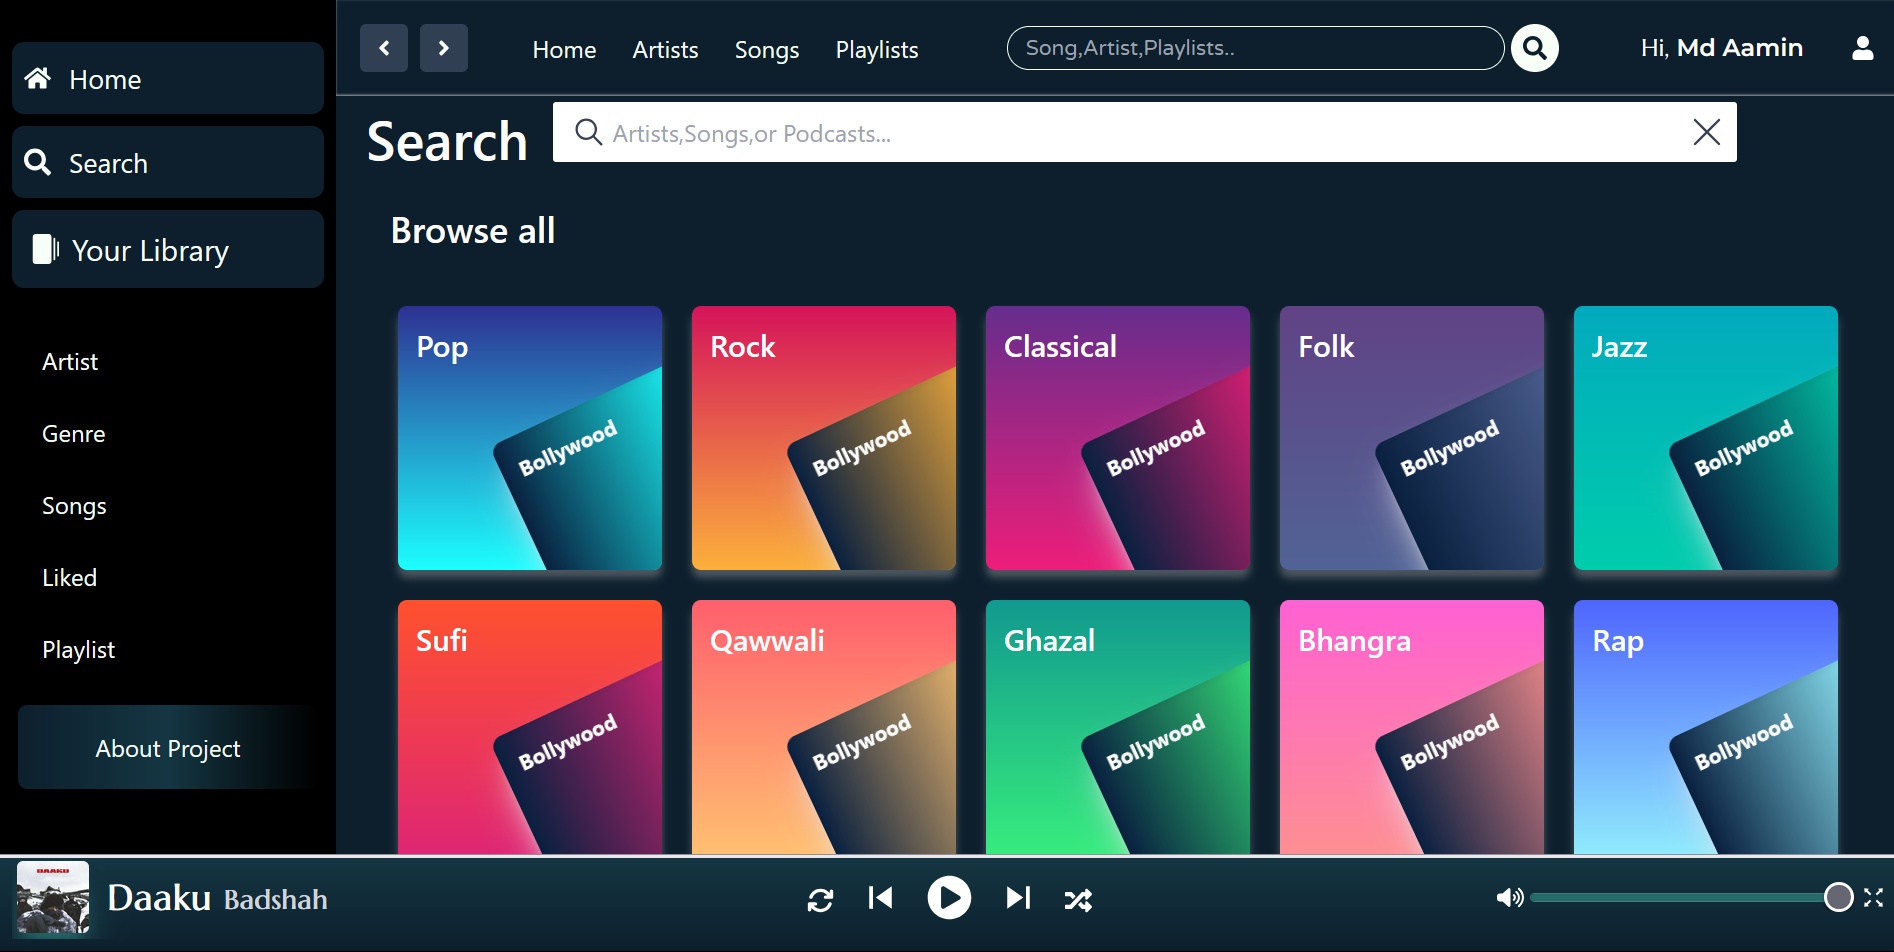 Home
Search
Your Library
Artist
Genre
Songs
Liked
Playlist
About Project
Home Artists Songs Playlists
Song,Artist,Playlists..
Hi, Md Aamin
Search
Artists,Songs,or Podcasts...
Browse all
Pop
Bollywood
Rock
Bollywood
Classical
Bollywood
Folk
Bollywood
Jazz
Bollywood
Sufi
Bollywood
Qawwali
Bollywood
Ghazal
Bollywood
Bhangra
Bollywood
Rap
Bollywood
DAAKU
Daaku Badshah